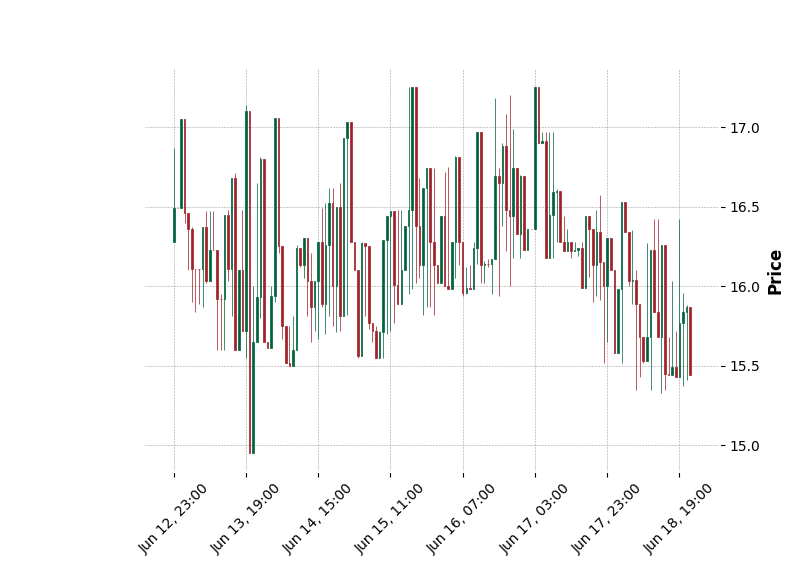 17.0
16.5
16.0
15.5
15.0
Price
Jun 12, 23:00
Jun 13, 19:00
Jun 14, 15:00
Jun 15, 11:00
Jun 16, 07:00
Jun 17, 03:00
Jun 17, 23:00
Jun 18, 19:00